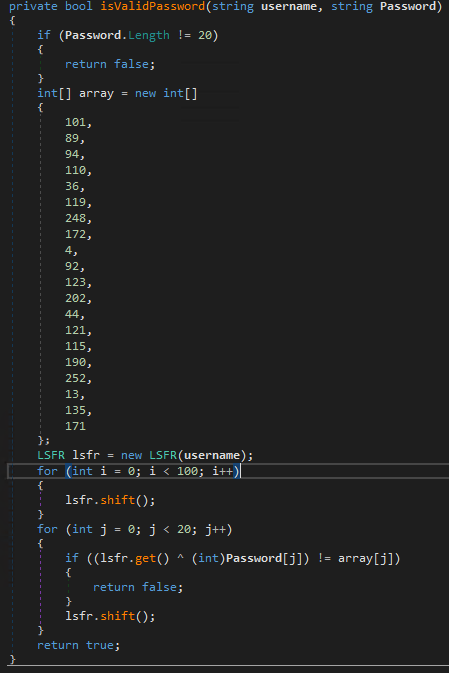 private bool isValidPassword(string username, string Password)
{
if (Password.Length != 20)
{
return false;
}
int[] array = new int[]
{
101,
89,
94,
110,
36,
119,
248,
172,
4,
92,
123,
202,
44,
121,
115,
190,
252,
13,
135,
171
};
LSFR lsfr = new LSFR(username);
for (int i = 0; i < 100; i++)
{
lsfr.shift();
}
for (int j = 0; j < 20; j++)
{
if ((lsfr.get() ^ (int)Password[j]) != array[j])
{
return false;
}
lsfr.shift();
}
return true;
}